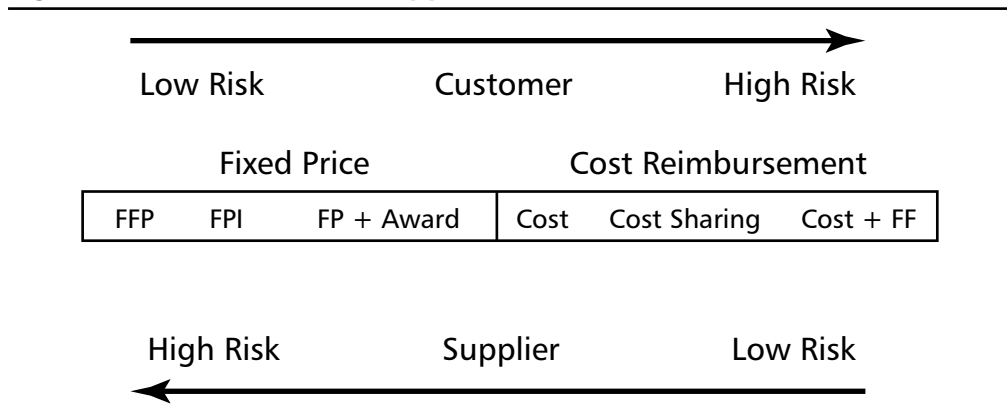 Low Risk Customer High Risk
Fixed Price Cost Reimbursement
FFP FPI FP + Award Cost Cost Sharing Cost + FF
High Risk Supplier Low Risk